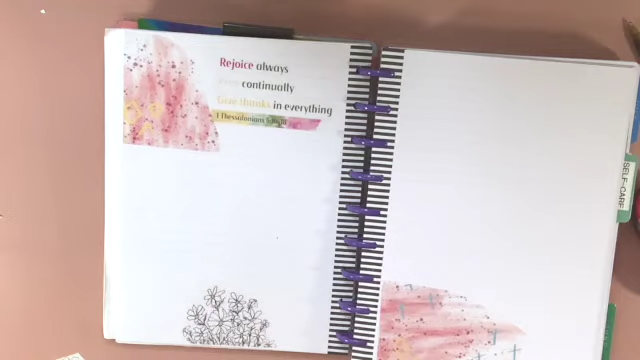 Rejoice always
continually
Give thanks in everything
1 Thessalonians
SELF-CARE